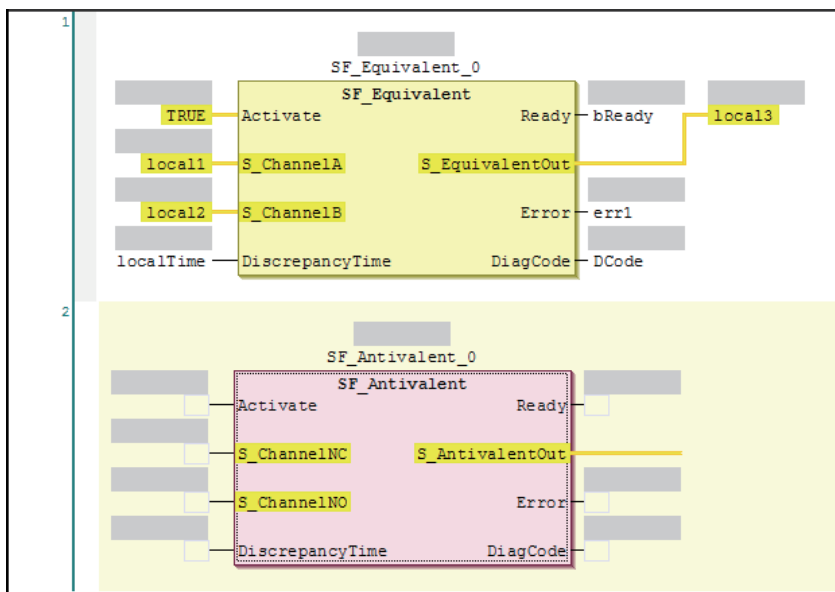 1
SF_Equivalent_0
SF_Equivalent
TRUE Activate Ready bReady local3
local1 S_ChannelA S_EquivalentOut
local2 S_ChannelB Error err1
localTime DiscrepancyTime DiagCode DCode
2
SF_Antivalent_0
SF_Antivalent
Activate Ready
S_ChannelNC S_AntivalentOut
S_ChannelNO Error
DiscrepancyTime DiagCode